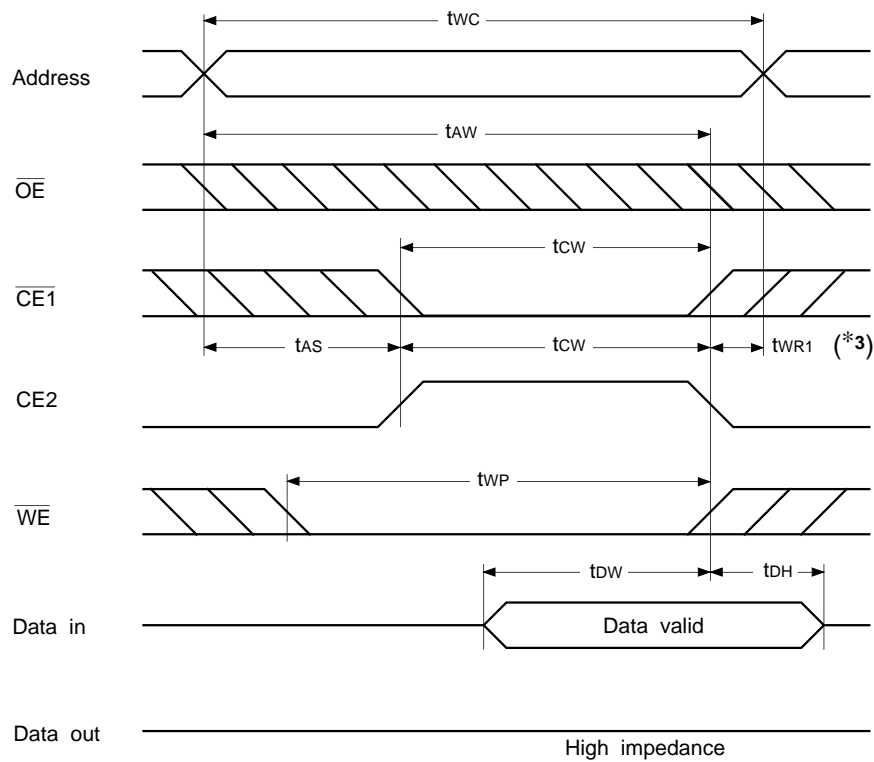 tWC
Address
tAW
OE
tCW
CE1
tAS
tCW
tWR1 (*3)
CE2
tWP
WE
tDW
tDH
Data in
Data valid
Data out
High impedance